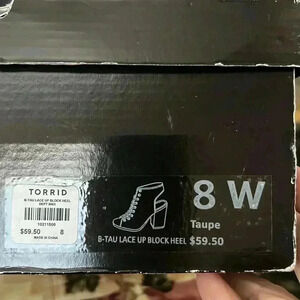 TORRID
B-TAU LACE UP BLOCK HEEL
$59.50 8
MADE IN CHINA
8 W
Taupe
B-TAU LACE UP BLOCK HEEL $59.50